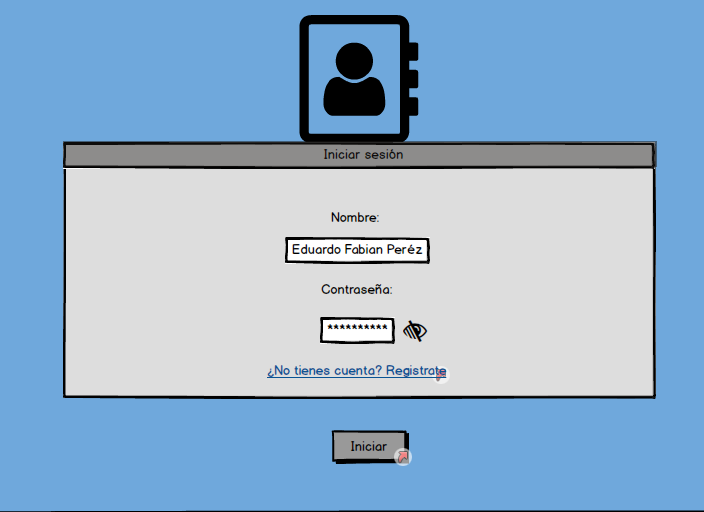 Iniciar sesión
Nombre:
Eduardo Fabian Peréz
Contraseña:
**********
¿No tienes cuenta? Registrate
Iniciar